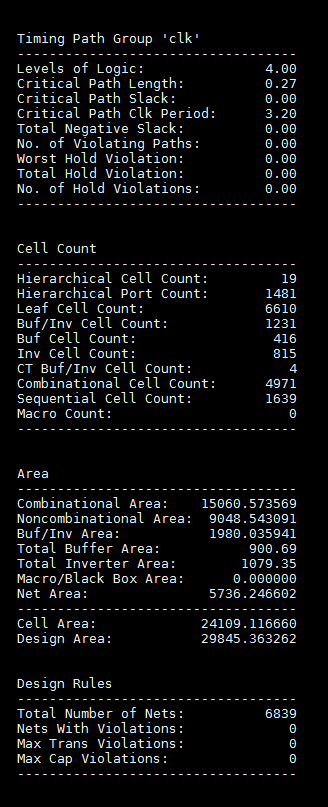 Timing Path Group 'clk'
-----------------------------------
Levels of Logic:               4.00
Critical Path Length:          0.27
Critical Path Slack:           0.00
Critical Path Clk Period:      3.20
Total Negative Slack:          0.00
No. of Violating Paths:        0.00
Worst Hold Violation:          0.00
Total Hold Violation:          0.00
No. of Hold Violations:        0.00
-----------------------------------
Cell Count
-----------------------------------
Hierarchical Cell Count:         19
Hierarchical Port Count:       1481
Leaf Cell Count:               6610
Buf/Inv Cell Count:            1231
Buf Cell Count:                 416
Inv Cell Count:                 815
CT Buf/Inv Cell Count:            4
Combinational Cell Count:      4971
Sequential Cell Count:         1639
Macro Count:                      0
-----------------------------------
Area
-----------------------------------
Combinational Area:    15060.573569
Noncombinational Area:  9048.543091
Buf/Inv Area:           1980.035941
Total Buffer Area:           900.69
Total Inverter Area:        1079.35
Macro/Black Box Area:      0.000000
Net Area:               5736.246602
-----------------------------------
Cell Area:             24109.116660
Design Area:           29845.363262
Design Rules
-----------------------------------
Total Number of Nets:          6839
Nets With Violations:             0
Max Trans Violations:             0
Max Cap Violations:               0
-----------------------------------